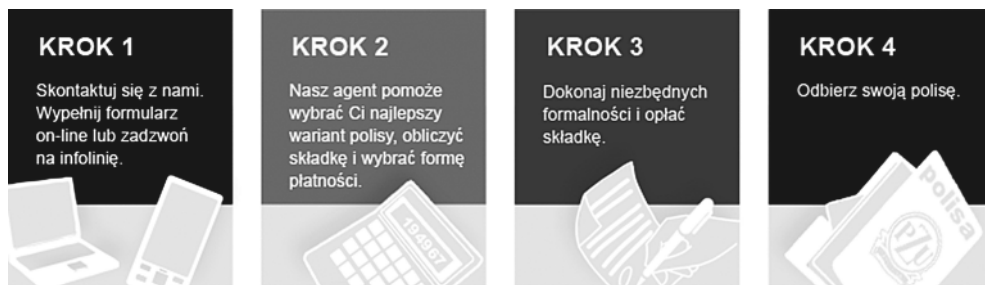 KROK 1
Skontaktuj się z nami.
Wypełnij formularz
on-line lub zadzwoń
na infolinię.
KROK 2
Nasz agent pomoże
wybrać Ci najlepszy
wariant polisy, obliczyć
składkę i wybrać formę
płatności.
194967
KROK 3
Dokonaj niezbędnych
formalności i opłać
składkę.
KROK 4
Odbierz swoją polisę.
polisa
PZU